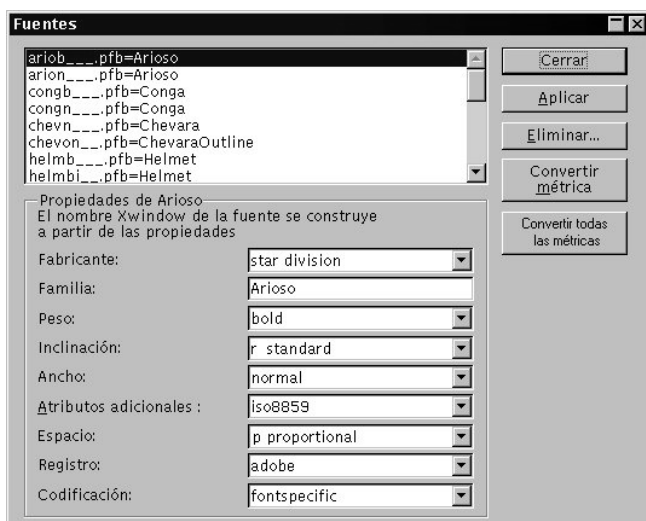 Fuentes
ariob___.pfb=Arioso
arion___.pfb=Arioso
congb___.pfb=Conga
congn___.pfb=Conga
chevn___.pfb=Chevara
chevon__.pfb=ChevaraOutline
helmb___.pfb=Helmet
helmbi__.pfb=Helmet
Cerrar
Aplicar
Eliminar...
Convertir
métrica
Convertir todas
las métricas
Propiedades de Arioso
El nombre Xwindow de la fuente se construye
a partir de las propiedades
Fabricante: star division
Familia: Arioso
Peso: bold
Inclinación: r standard
Ancho: normal
Atributos adicionales : iso8859
Espacio: p proportional
Registro: adobe
Codificación: fontspecific